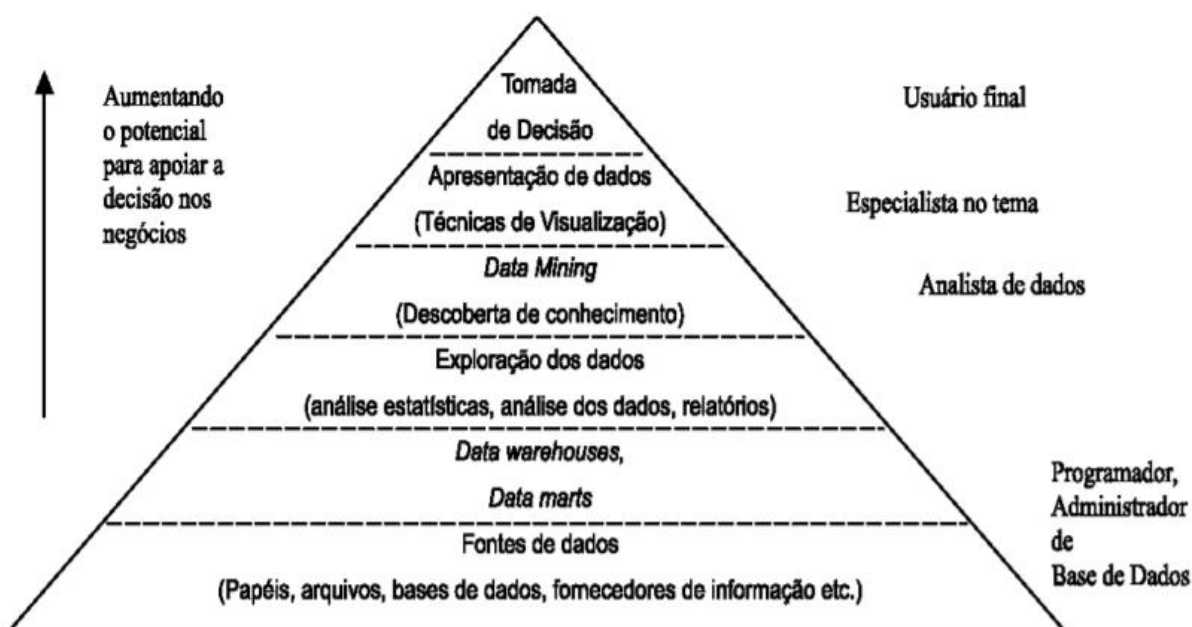 Aumentando
o potencial
para apoiar a
decisão nos
negócios
Tomada
de Decisão
Apresentação de dados
(Técnicas de Visualização)
Data Mining
(Descoberta de conhecimento)
Exploração dos dados
(análise estatísticas, análise dos dados, relatórios)
Data warehouses,
Data marts
Fontes de dados
(Papéis, arquivos, bases de dados, fornecedores de informação etc.)
Usuário final
Especialista no tema
Analista de dados
Programador,
Administrador
de
Base de Dados